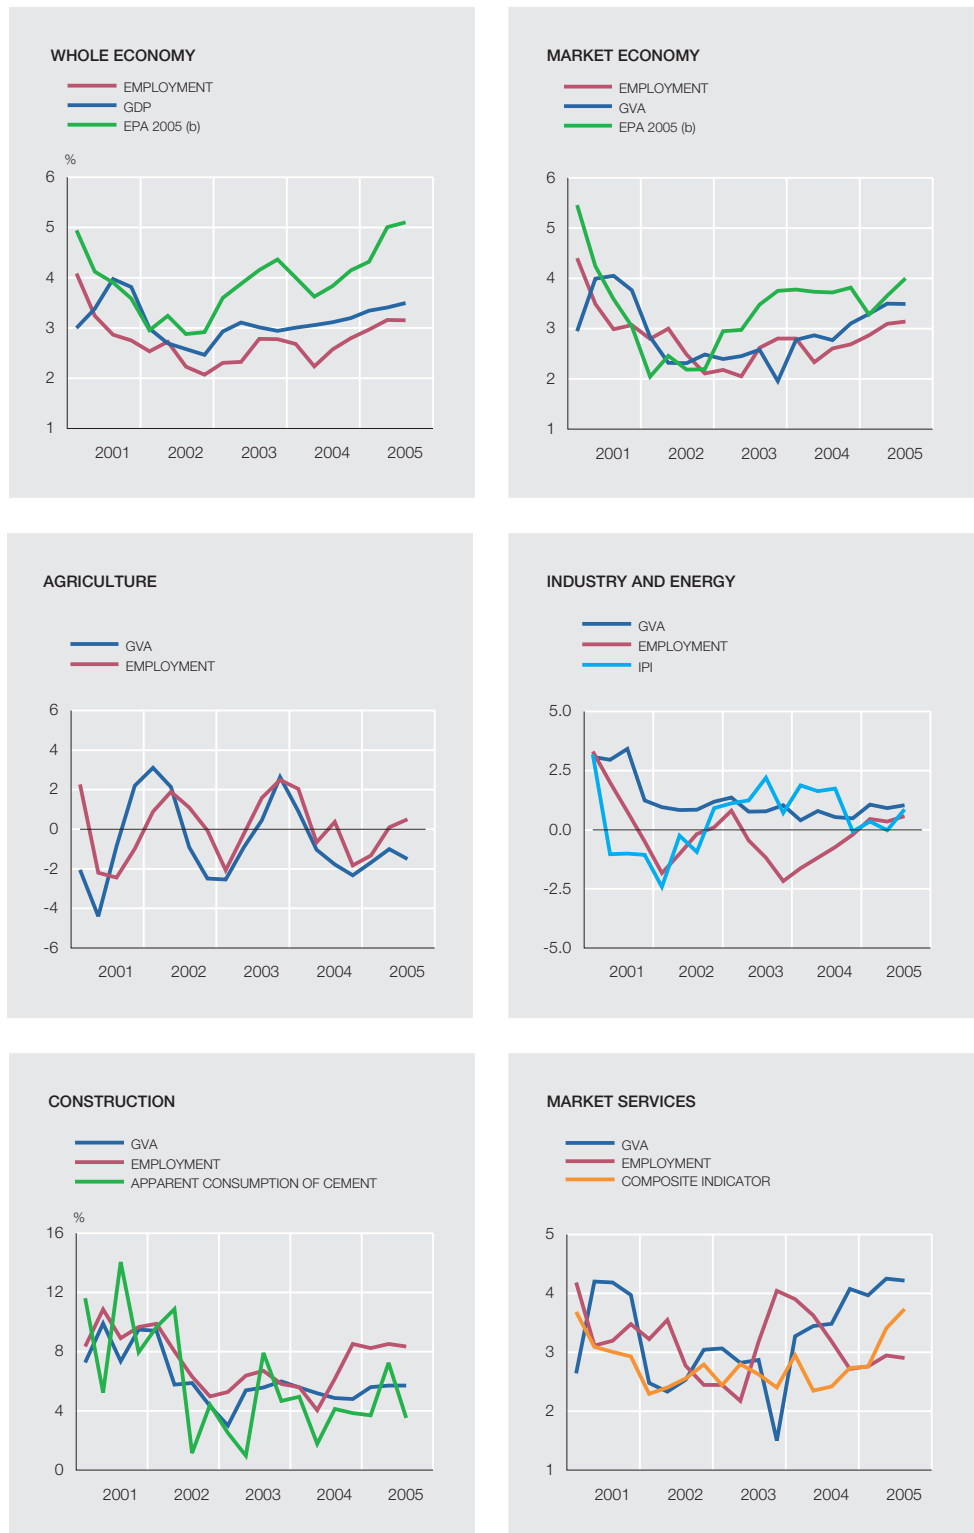 WHOLE ECONOMY
EMPLOYMENT
GDP
EPA 2005 (b)
%
6
5
4
3
2
1
2001 2002 2003 2004 2005
MARKET ECONOMY
EMPLOYMENT
GVA
EPA 2005 (b)
6
5
4
3
2
1
2001 2002 2003 2004 2005
AGRICULTURE
GVA
EMPLOYMENT
6
4
2
0
-2
-4
-6
2001 2002 2003 2004 2005
INDUSTRY AND ENERGY
GVA
EMPLOYMENT
IPI
5.0
2.5
0.0
-2.5
-5.0
2001 2002 2003 2004 2005
CONSTRUCTION
GVA
EMPLOYMENT
APPARENT CONSUMPTION OF CEMENT
%
16
12
8
4
0
2001 2002 2003 2004 2005
MARKET SERVICES
GVA
EMPLOYMENT
COMPOSITE INDICATOR
5
4
3
2
1
2001 2002 2003 2004 2005